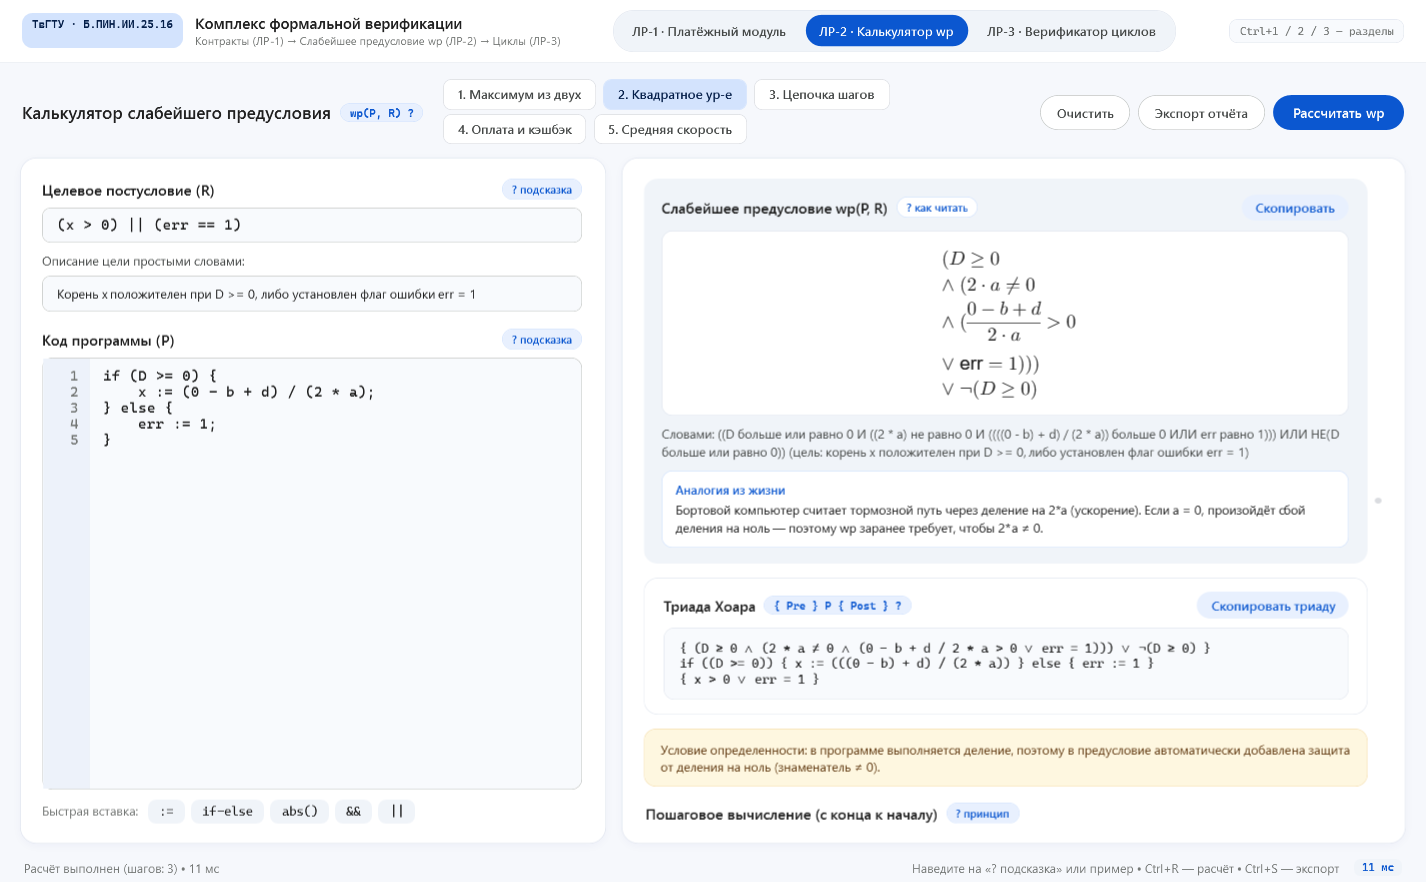 ТвГТУ · Б.ПИН.ИИ.25.16
Комплекс формальной верификации
Контракты (ЛР-1) → Слабейшее предусловие wp (ЛР-2) → Циклы (ЛР-3)
ЛР-1 · Платёжный модуль
ЛР-2 · Калькулятор wp
ЛР-3 · Верификатор циклов
Ctrl+1 / 2 / 3 — разделы
Калькулятор слабейшего предусловия
wp(P, R) ?
1. Максимум из двух
2. Квадратное ур-е
3. Цепочка шагов
4. Оплата и кэшбэк
5. Средняя скорость
Очистить
Экспорт отчёта
Рассчитать wp
Целевое постусловие (R)
? подсказка
(x > 0) || (err == 1)
Описание цели простыми словами:
Корень x положителен при D >= 0, либо установлен флаг ошибки err = 1
Код программы (P)
? подсказка
1 if (D >= 0) {
2 x := (0 - b + d) / (2 * a);
3 } else {
4 err := 1;
5 }
Быстрая вставка:
:=
if-else
abs()
&&
||
Слабейшее предусловие wp(P, R)
? как читать
Скопировать
(D ≥ 0
∧ (2 · a ≠ 0
∧ (0 − b + d
2 · a
> 0
∨ err = 1)))
∨ ¬(D ≥ 0)
Словами: ((D больше или равно 0 И ((2 * a) не равно 0 И ((((0 - b) + d) / (2 * a)) больше 0 ИЛИ err равно 1))) ИЛИ НЕ(D
больше или равно 0)) (цель: корень x положителен при D >= 0, либо установлен флаг ошибки err = 1)
Аналогия из жизни
Бортовой компьютер считает тормозной путь через деление на 2*a (ускорение). Если a = 0, произойдёт сбой
деления на ноль — поэтому wp заранее требует, чтобы 2*a ≠ 0.
Триада Хоара
{ Pre } P { Post } ?
Скопировать триаду
{ (D ≥ 0 ∧ (2 * a ≠ 0 ∧ (0 - b + d / 2 * a > 0 ∨ err = 1))) ∨ ¬(D ≥ 0) }
if ((D >= 0)) { x := (((0 - b) + d) / (2 * a)) } else { err := 1 }
{ x > 0 ∨ err = 1 }
Условие определенности: в программе выполняется деление, поэтому в предусловие автоматически добавлена защита
от деления на ноль (знаменатель ≠ 0).
Пошаговое вычисление (с конца к началу)
? принцип
Расчёт выполнен (шагов: 3) • 11 мс
Наведите на «? подсказка» или пример • Ctrl+R — расчёт • Ctrl+S — экспорт
11 мс